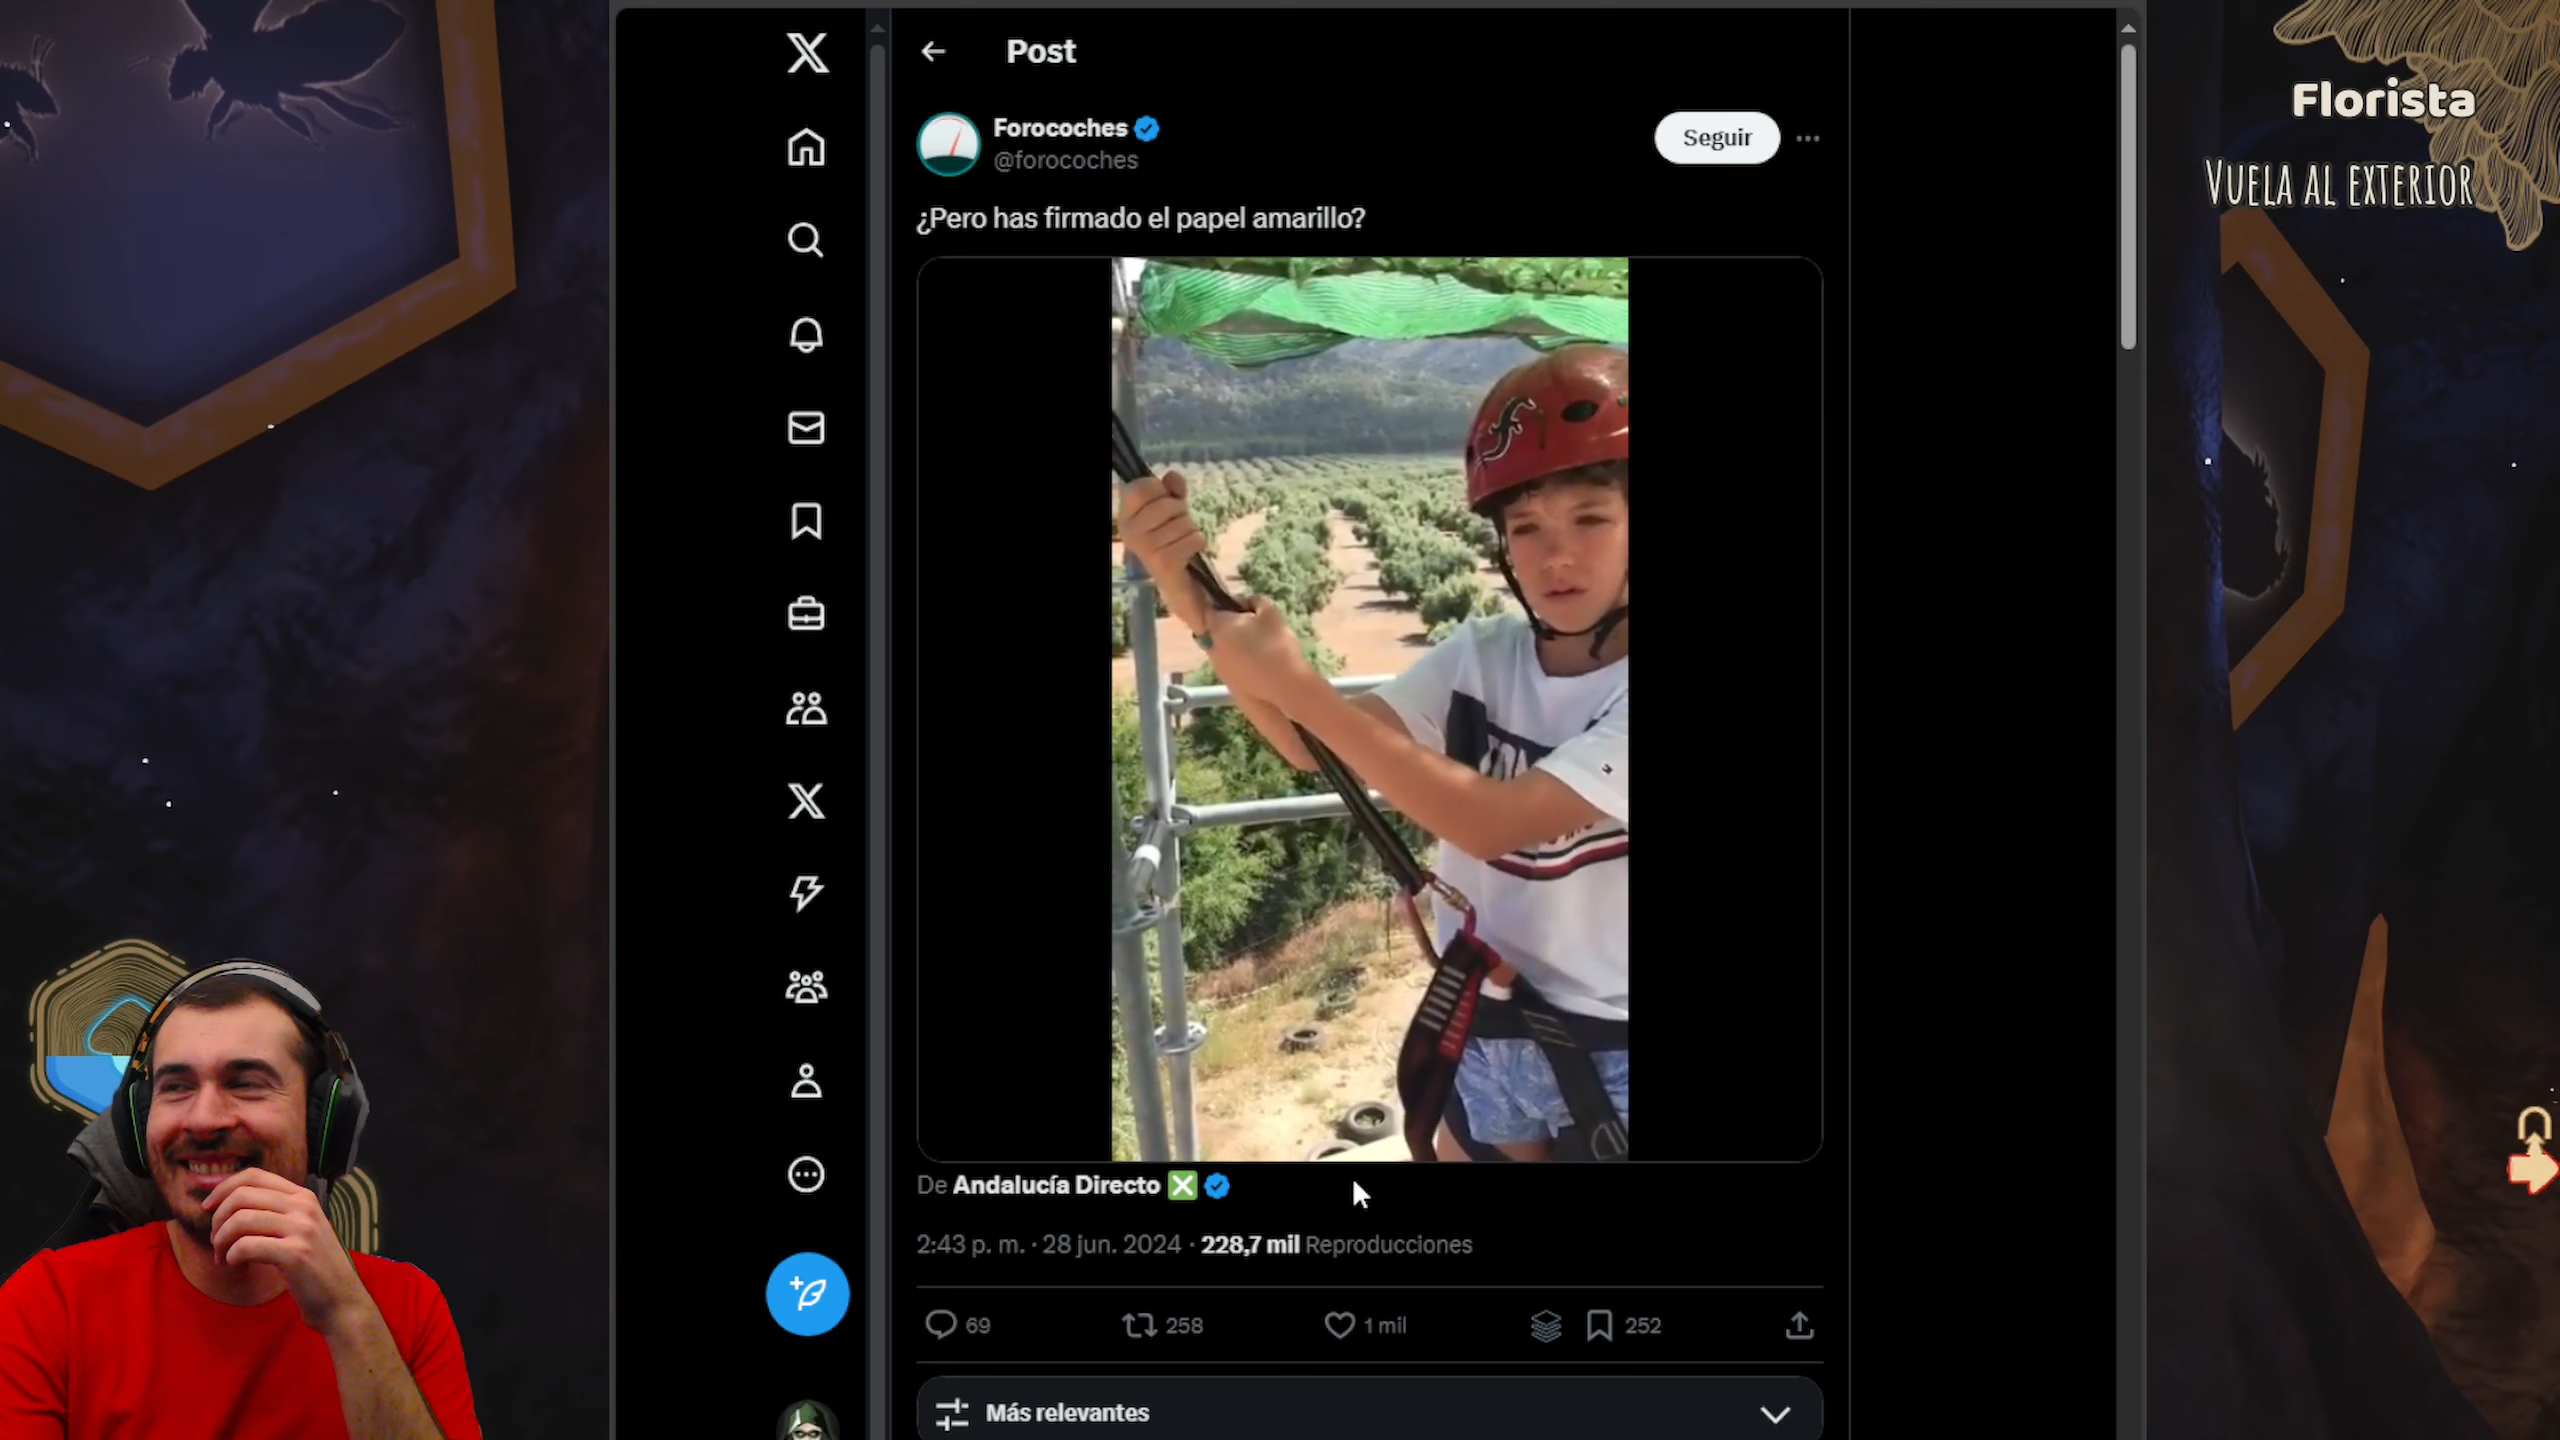 Post
Forocoches
@forocoches
Seguir
¿Pero has firmado el papel amarillo?
De Andalucía Directo
2:43 p. m. · 28 jun. 2024 · 228,7 mil Reproducciones
69
258
1 mil
252
Más relevantes
Florista
VUELA AL EXTERIOR